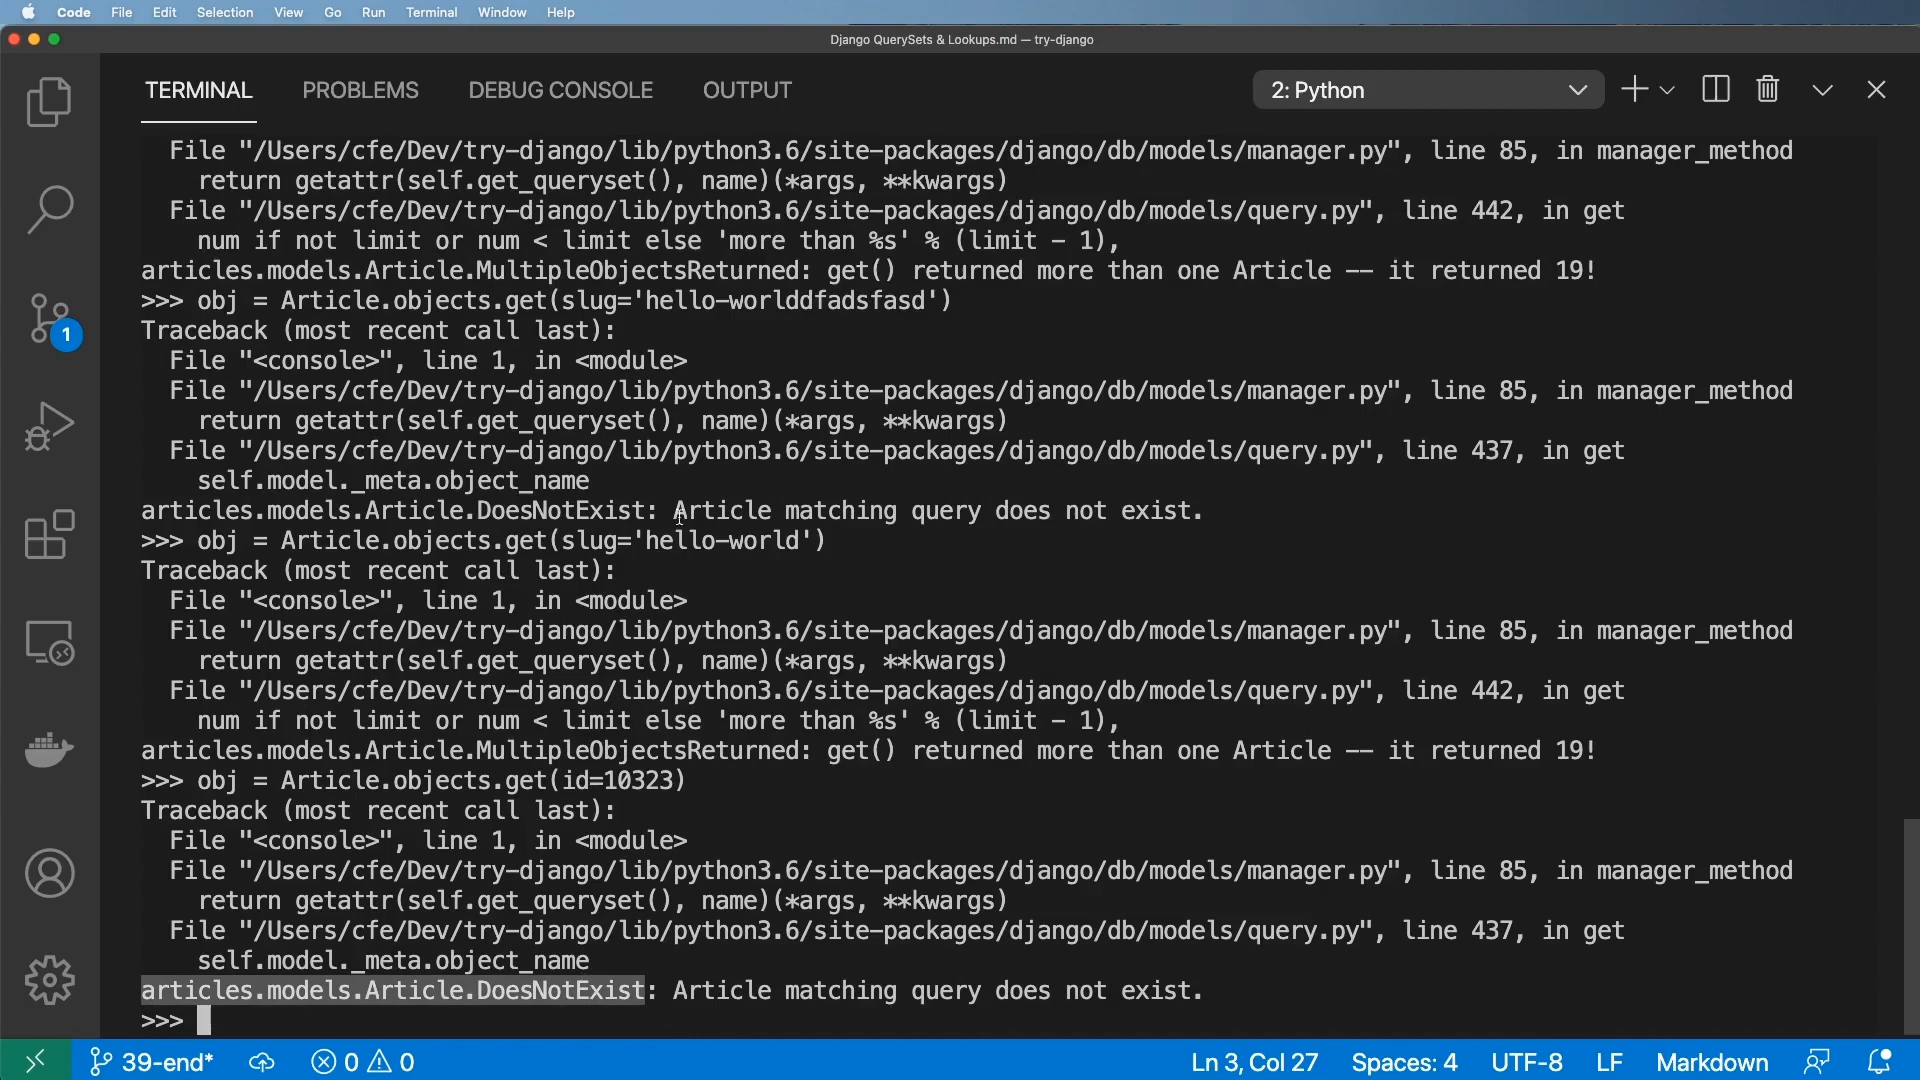 Code File Edit Selection View Go Run Terminal Window Help
Django QuerySets & Lookups.md — try-django
TERMINAL PROBLEMS DEBUG CONSOLE OUTPUT 2: Python
File "/Users/cfe/Dev/try-django/lib/python3.6/site-packages/django/db/models/manager.py", line 85, in manager_method
return getattr(self.get_queryset(), name)(*args, **kwargs)
File "/Users/cfe/Dev/try-django/lib/python3.6/site-packages/django/db/models/query.py", line 442, in get
num if not limit or num < limit else 'more than %s' % (limit - 1),
articles.models.Article.MultipleObjectsReturned: get() returned more than one Article -- it returned 19!
>>> obj = Article.objects.get(slug='hello-worlddfadsfasd')
Traceback (most recent call last):
File "<console>", line 1, in <module>
File "/Users/cfe/Dev/try-django/lib/python3.6/site-packages/django/db/models/manager.py", line 85, in manager_method
return getattr(self.get_queryset(), name)(*args, **kwargs)
File "/Users/cfe/Dev/try-django/lib/python3.6/site-packages/django/db/models/query.py", line 437, in get
self.model._meta.object_name
articles.models.Article.DoesNotExist: Article matching query does not exist.
>>> obj = Article.objects.get(slug='hello-world')
Traceback (most recent call last):
File "<console>", line 1, in <module>
File "/Users/cfe/Dev/try-django/lib/python3.6/site-packages/django/db/models/manager.py", line 85, in manager_method
return getattr(self.get_queryset(), name)(*args, **kwargs)
File "/Users/cfe/Dev/try-django/lib/python3.6/site-packages/django/db/models/query.py", line 442, in get
num if not limit or num < limit else 'more than %s' % (limit - 1),
articles.models.Article.MultipleObjectsReturned: get() returned more than one Article -- it returned 19!
>>> obj = Article.objects.get(id=10323)
Traceback (most recent call last):
File "<console>", line 1, in <module>
File "/Users/cfe/Dev/try-django/lib/python3.6/site-packages/django/db/models/manager.py", line 85, in manager_method
return getattr(self.get_queryset(), name)(*args, **kwargs)
File "/Users/cfe/Dev/try-django/lib/python3.6/site-packages/django/db/models/query.py", line 437, in get
self.model._meta.object_name
articles.models.Article.DoesNotExist: Article matching query does not exist.
>>>
1
39-end* 0 0 Ln 3, Col 27 Spaces: 4 UTF-8 LF Markdown